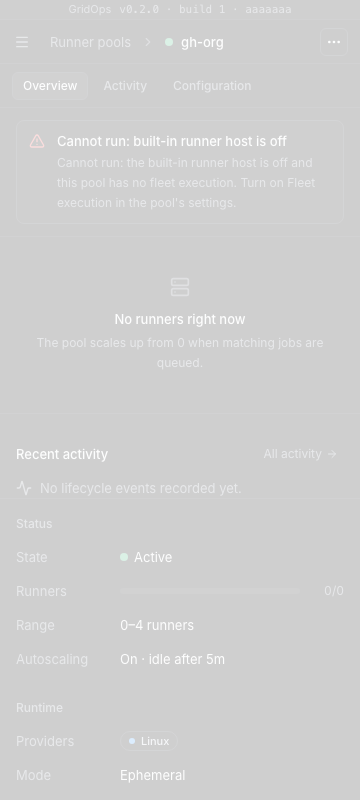 GridOps v0.2.0 · build 1 · aaaaaaa
Runner pools > gh-org
Overview Activity Configuration
Cannot run: built-in runner host is off
Cannot run: the built-in runner host is off and
this pool has no fleet execution. Turn on Fleet
execution in the pool's settings.
No runners right now
The pool scales up from 0 when matching jobs are
queued.
Recent activity All activity →
No lifecycle events recorded yet.
Status
State Active
Runners 0/0
Range 0–4 runners
Autoscaling On · idle after 5m
Runtime
Providers Linux
Mode Ephemeral